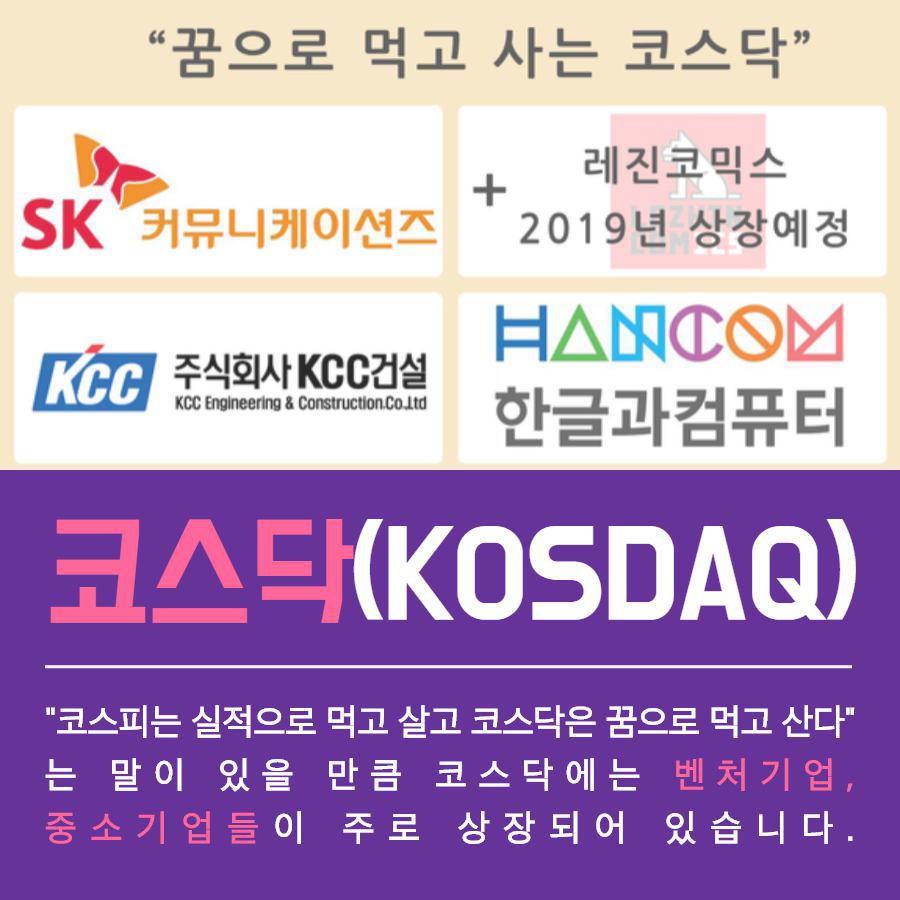 “꿈으로 먹고 사는 코스닥”
SK 커뮤니케이션즈
+ 레진코믹스
2019년 상장예정
LEZHIN
COMICS
KCC 주식회사 KCC건설
KCC Engineering & Construction.Co.,Ltd
HANCOM
한글과컴퓨터
코스닥(KOSDAQ)
"코스피는 실적으로 먹고 살고 코스닥은 꿈으로 먹고 산다"
는 말이 있을 만큼 코스닥에는 벤처기업,
중소기업들이 주로 상장되어 있습니다.